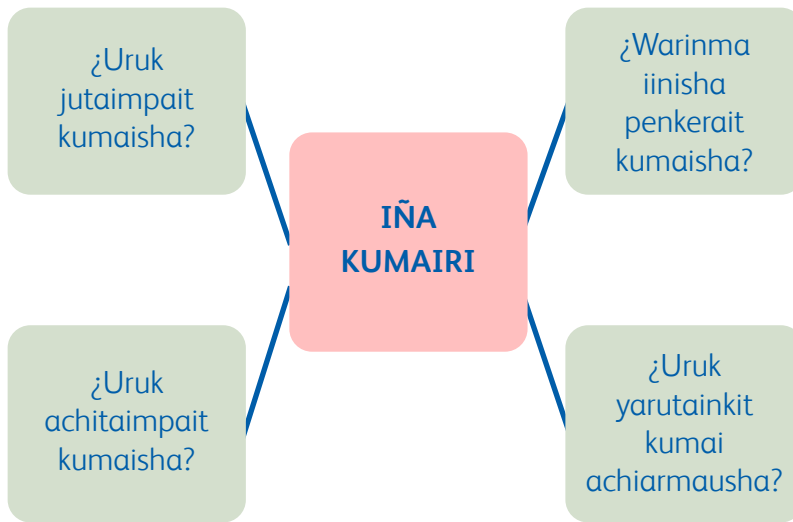 ¿Uruk
jutaimpait
kumaisha?
¿Warinma
iinisha
penkerait
kumaisha?
IÑA
KUMAIRI
¿Uruk
achitaimpait
kumaisha?
¿Uruk
yarutainkit
kumai
achiarmausha?